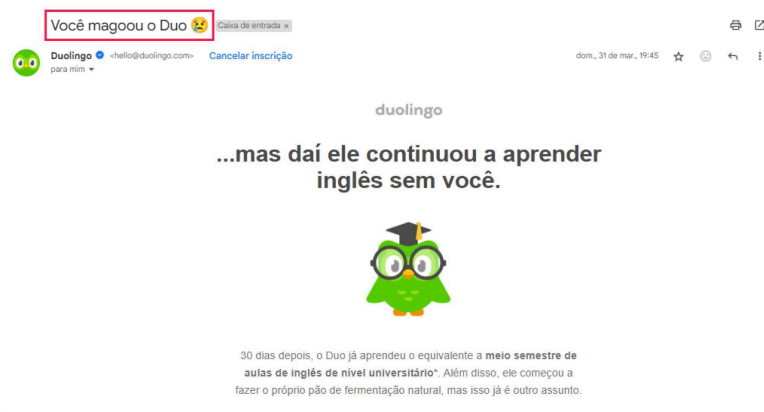 Você magoou o Duo 😢 Caixa de entrada ×
Duolingo <hello@duolingo.com> Cancelar inscrição dom., 31 de mar., 19:45
para mim
duolingo
...mas daí ele continuou a aprender
inglês sem você.
30 dias depois, o Duo já aprendeu o equivalente a meio semestre de
aulas de inglês de nível universitário*. Além disso, ele começou a
fazer o próprio pão de fermentação natural, mas isso já é outro assunto.